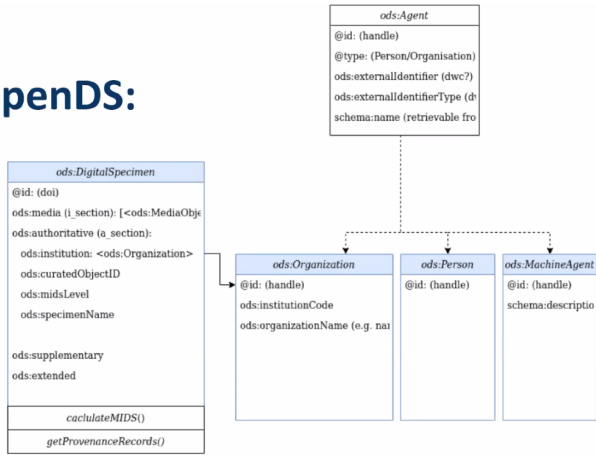 penDS:
ods:Agent
@id: (handle)
@type: (Person/Organisation)
ods:externalIdentifier (dwc?)
ods:externalIdentifierType (d
schema:name (retrievable fro
ods:DigitalSpecimen
@id: (doi)
ods:media (i_section): [<ods:MediaObje
ods:authoritative (a_section):
ods:institution: <ods:Organization>
ods:curatedObjectID
ods:midsLevel
ods:specimenName
ods:supplementary
ods:extended
caclulateMIDS()
getProvenanceRecords()
ods:Organization
@id: (handle)
ods:institutionCode
ods:organizationName (e.g. nai
ods:Person
@id: (handle)
ods:MachineAgent
@id: (handle)
schema:descriptio